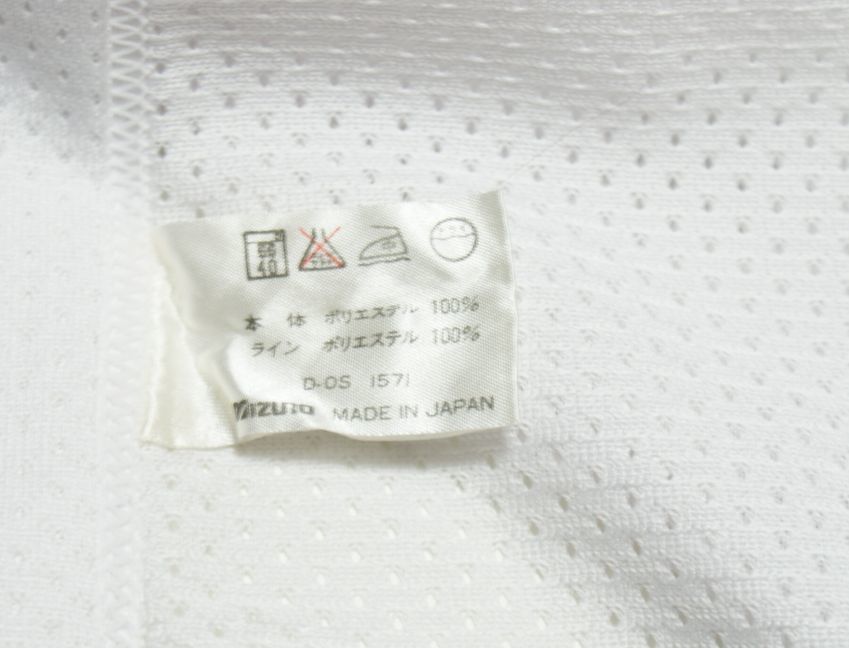 40
本 体 ポリエステル 100%
ライン ポリエステル 100%
D-OS 1571
mizuno MADE IN JAPAN